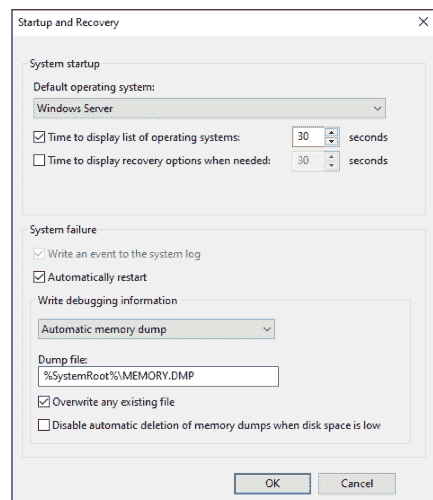 Startup and Recovery
System startup
Default operating system:
Windows Server
Time to display list of operating systems: 30 seconds
Time to display recovery options when needed: 30 seconds
System failure
Write an event to the system log
Automatically restart
Write debugging information
Automatic memory dump
Dump file:
%SystemRoot%\MEMORY.DMP
Overwrite any existing file
Disable automatic deletion of memory dumps when disk space is low
OK Cancel